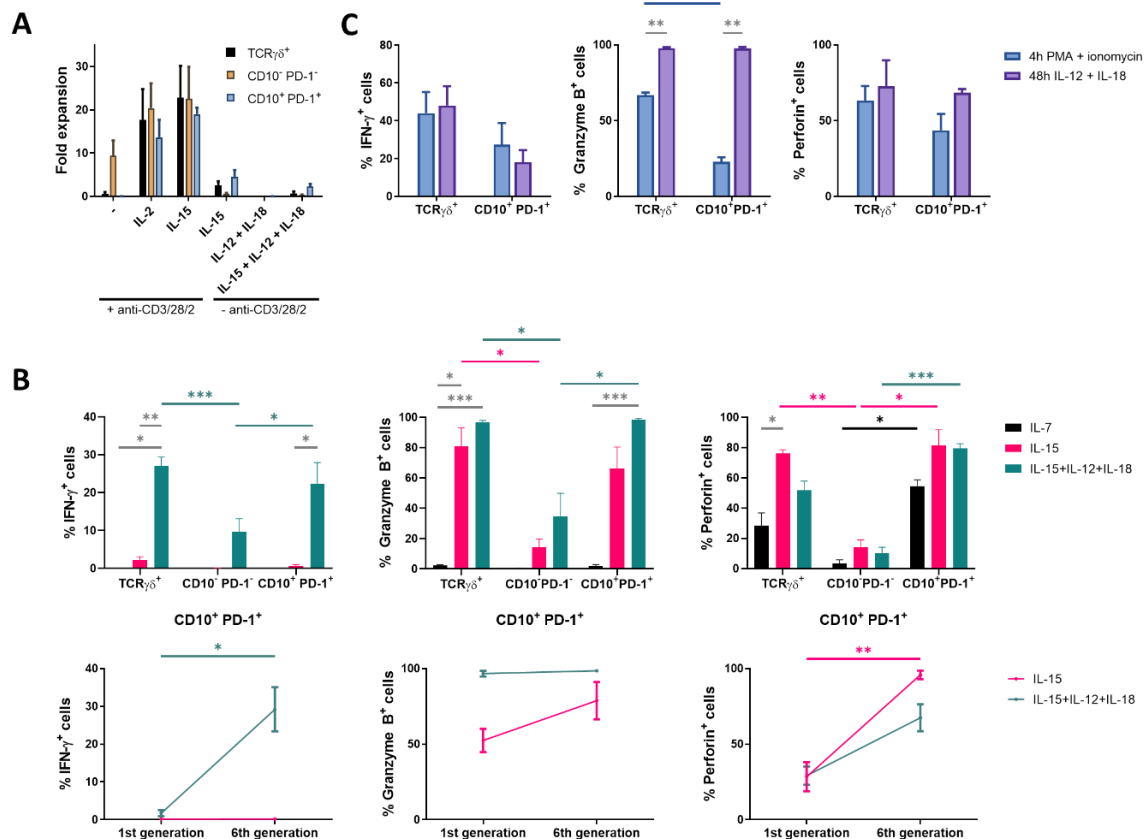 A
Fold expansion
40
30
20
10
0
TCRγδ⁺
CD10⁻ PD-1⁻
CD10⁺ PD-1⁺
-
IL-2
IL-15
IL-15
IL-12 + IL-18
IL-15 + IL-12 + IL-18
+ anti-CD3/28/2
- anti-CD3/28/2
C
% IFN-γ⁺ cells
80
60
40
20
0
TCRγδ⁺
CD10⁺ PD-1⁺
% Granzyme B⁺ cells
100
50
0
**
**
TCRγδ⁺
CD10⁺PD-1⁺
% Perforin⁺ cells
100
50
0
TCRγδ⁺
CD10⁺PD-1⁺
4h PMA + ionomycin
48h IL-12 + IL-18
B
% IFN-γ⁺ cells
40
30
20
10
0
***
*
**
*
*
TCRγδ⁺
CD10⁻PD-1⁻
CD10⁺PD-1⁺
% Granzyme B⁺ cells
100
80
60
40
20
0
*
*
*
*
***
***
TCRγδ⁺
CD10⁻PD-1⁻
CD10⁺PD-1⁺
% Perforin⁺ cells
100
80
60
40
20
0
***
**
*
*
*
TCRγδ⁺
CD10⁻PD-1⁻
CD10⁺PD-1⁺
IL-7
IL-15
IL-15+IL-12+IL-18
CD10⁺ PD-1⁺
% IFN-γ⁺ cells
40
30
20
10
0
*
1st generation
6th generation
CD10⁺ PD-1⁺
% Granzyme B⁺ cells
100
50
0
1st generation
6th generation
CD10⁺ PD-1⁺
% Perforin⁺ cells
100
50
0
**
1st generation
6th generation
IL-15
IL-15+IL-12+IL-18